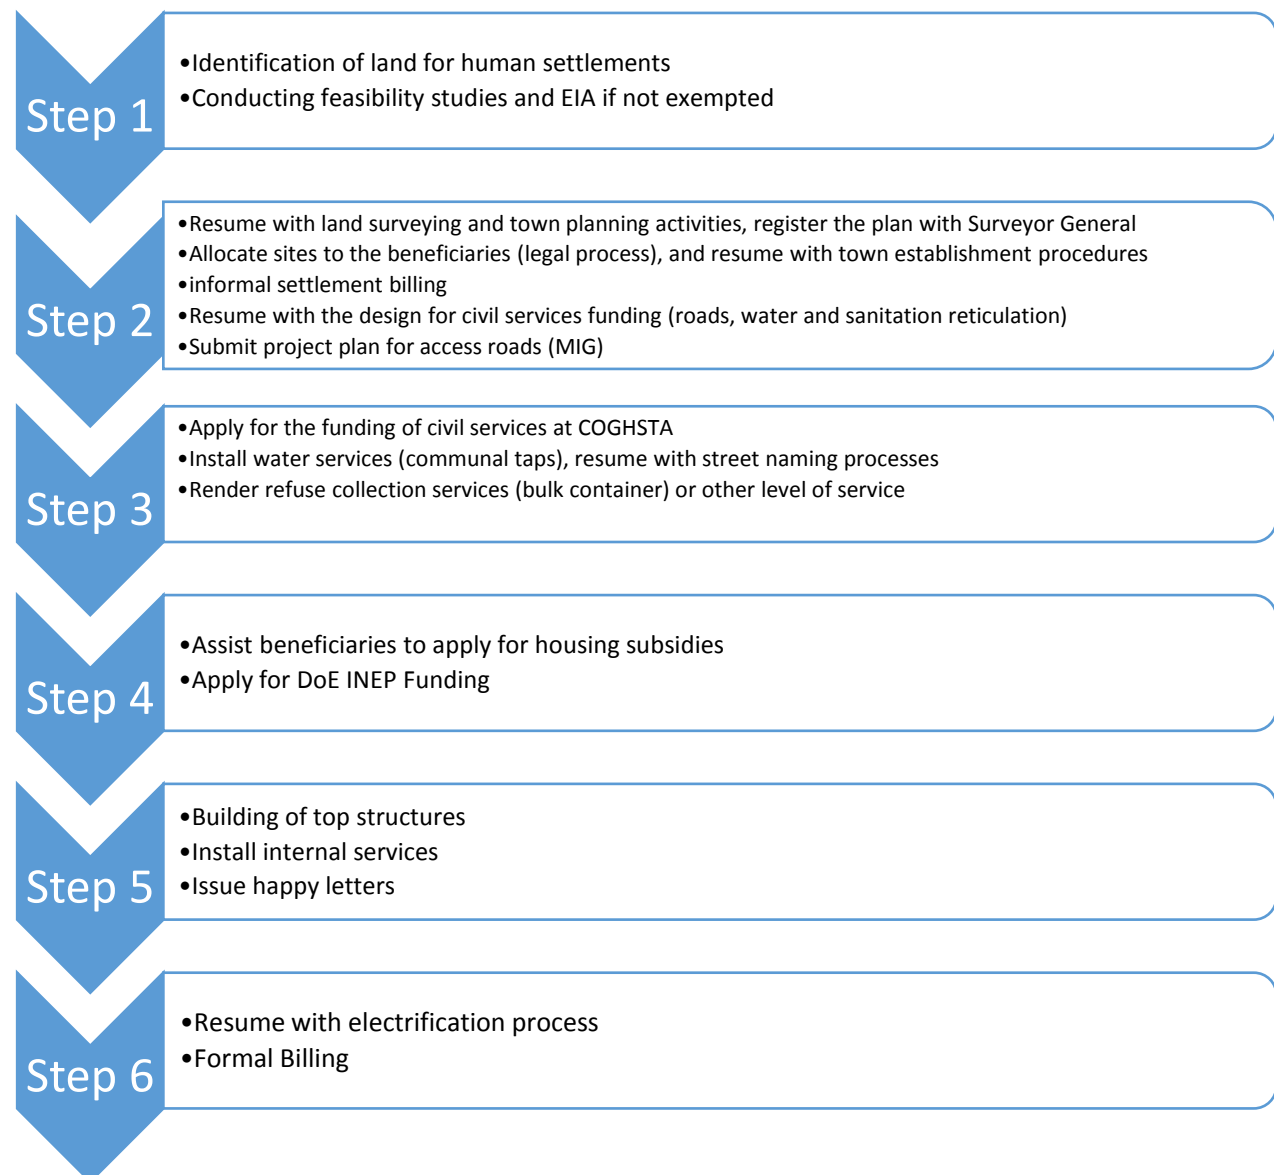 Step 1
•Identification of land for human settlements
•Conducting feasibility studies and EIA if not exempted
Step 2
•Resume with land surveying and town planning activities, register the plan with Surveyor General
•Allocate sites to the beneficiaries (legal process), and resume with town establishment procedures
•informal settlement billing
•Resume with the design for civil services funding (roads, water and sanitation reticulation)
•Submit project plan for access roads (MIG)
Step 3
•Apply for the funding of civil services at COGHSTA
•Install water services (communal taps), resume with street naming processes
•Render refuse collection services (bulk container) or other level of service
Step 4
•Assist beneficiaries to apply for housing subsidies
•Apply for DoE INEP Funding
Step 5
•Building of top structures
•Install internal services
•Issue happy letters
Step 6
•Resume with electrification process
•Formal Billing